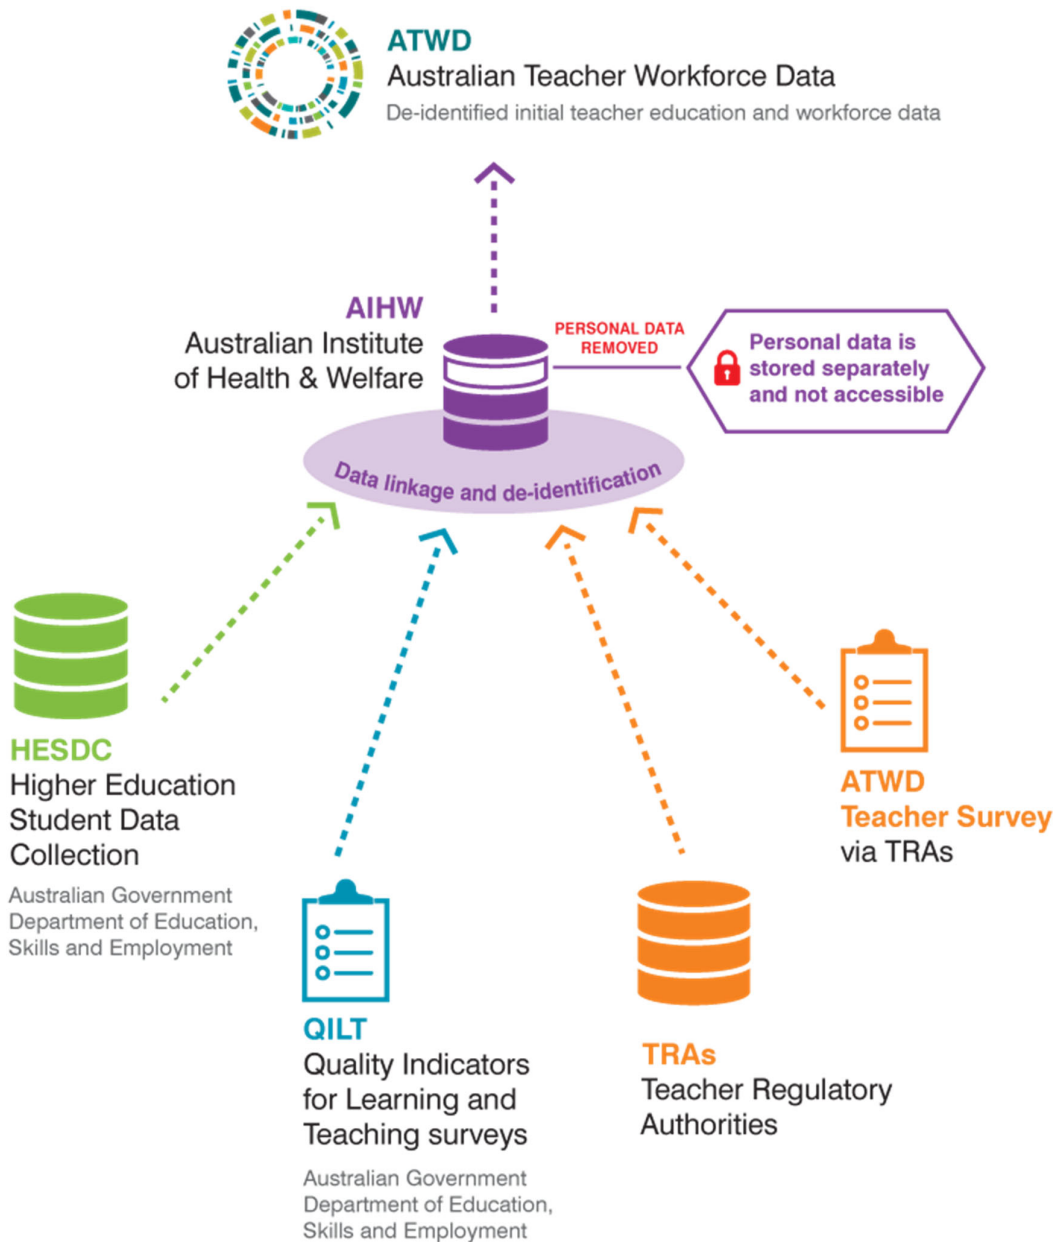 ATWD
Australian Teacher Workforce Data
De-identified initial teacher education and workforce data
AIHW
Australian Institute
of Health & Welfare
PERSONAL DATA
REMOVED
Personal data is
stored separately
and not accessible
Data linkage and de-identification
HESDC
Higher Education
Student Data
Collection
Australian Government
Department of Education,
Skills and Employment
QILT
Quality Indicators
for Learning and
Teaching surveys
Australian Government
Department of Education,
Skills and Employment
TRAs
Teacher Regulatory
Authorities
ATWD
Teacher Survey
via TRAs